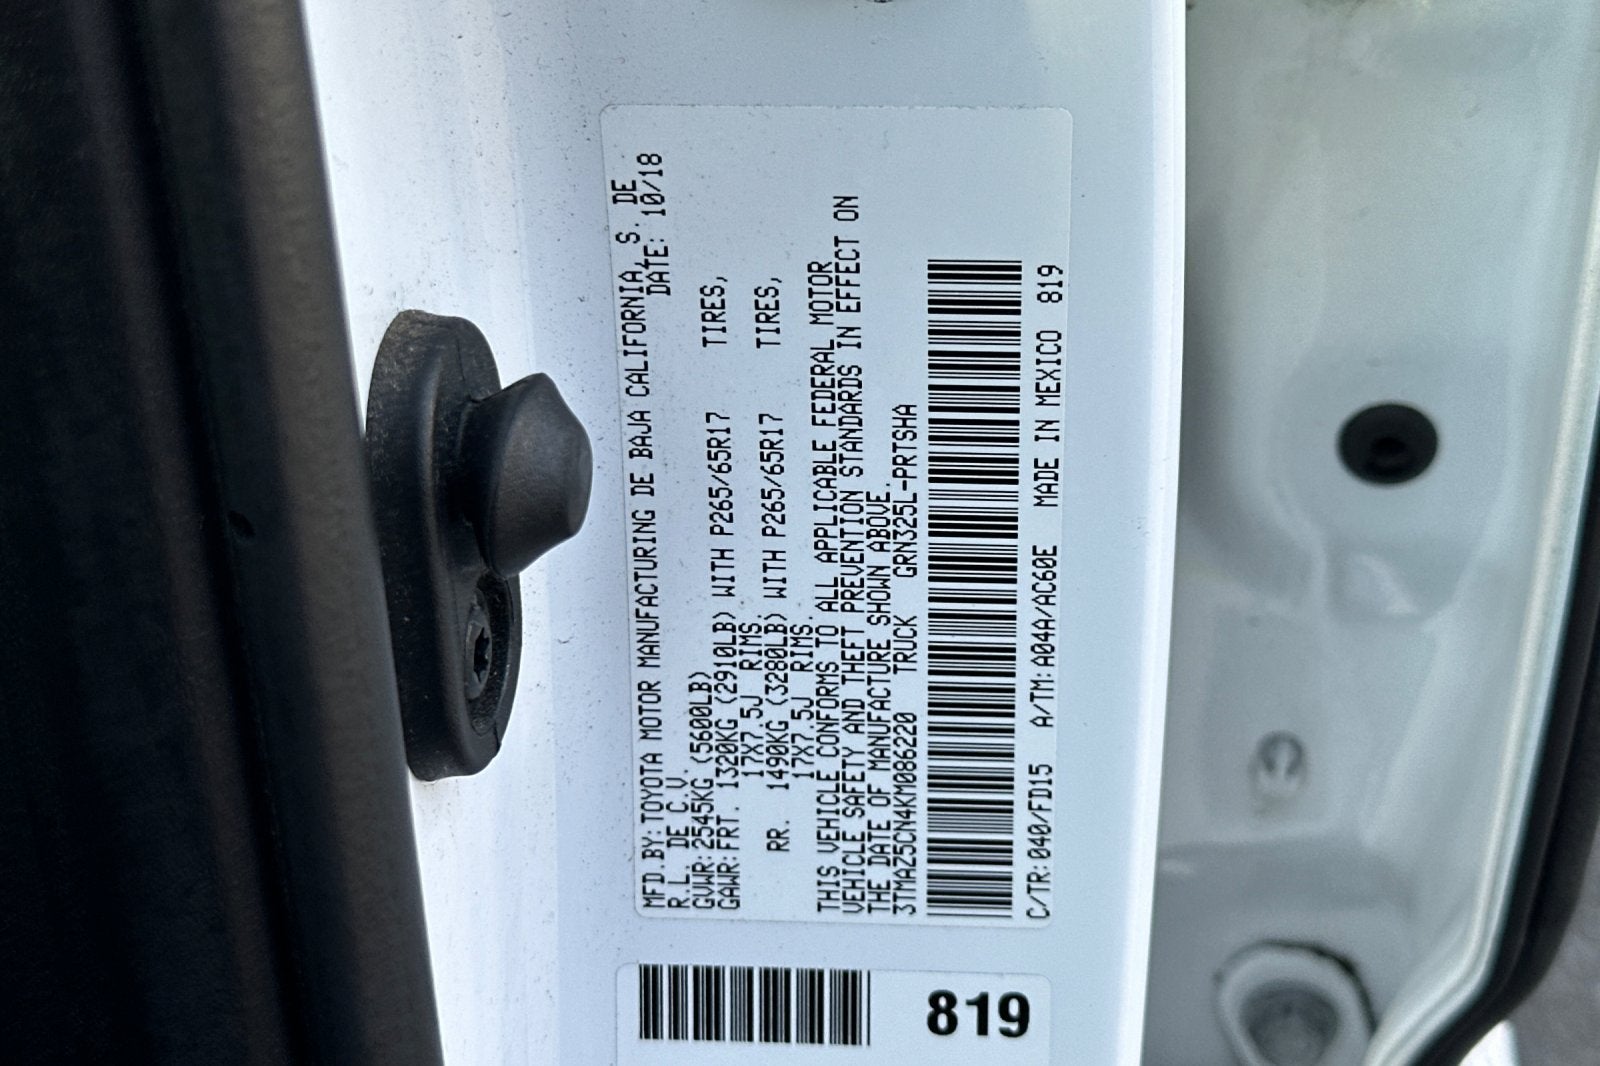 MFD.BY: TOYOTA MOTOR MANUFACTURING DE BAJA CALIFORNIA, S. DE
R.L. DE C.V. DATE: 10/18
GVWR: 2545KG (5600LB)
GAWR: FRT. 1320KG (2910LB) WITH P265/65R17 TIRES,
17X7.5J RIMS.
RR. 1490KG (3280LB) WITH P265/65R17 TIRES,
17X7.5J RIMS.
THIS VEHICLE CONFORMS TO ALL APPLICABLE FEDERAL MOTOR
VEHICLE SAFETY AND THEFT PREVENTION STANDARDS IN EFFECT ON
THE DATE OF MANUFACTURE SHOWN ABOVE.
3TMAZ5CN4KM086220 TRUCK GRN325L-PRTSHA
C/TR: 040/FD15 A/TM: A04A/AC60E MADE IN MEXICO 819
819